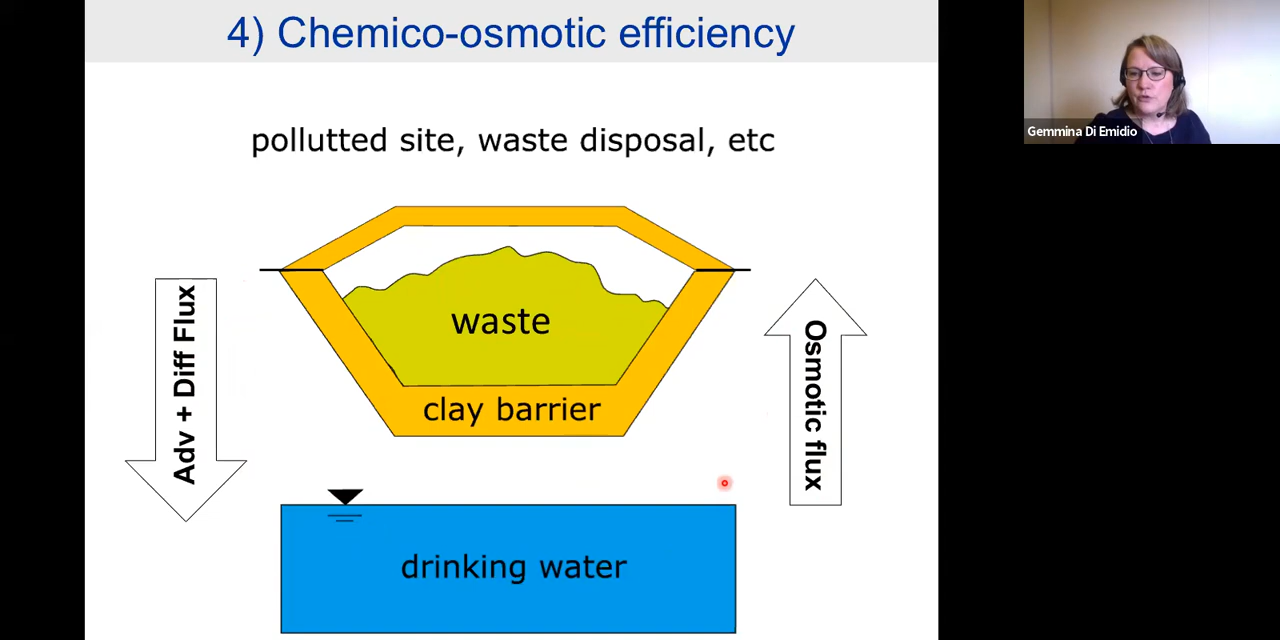 4) Chemico-osmotic efficiency
Gemmina Di Emidio
pollutted site, waste disposal, etc
Adv + Diff Flux
waste
Osmotic flux
clay barrier
drinking water